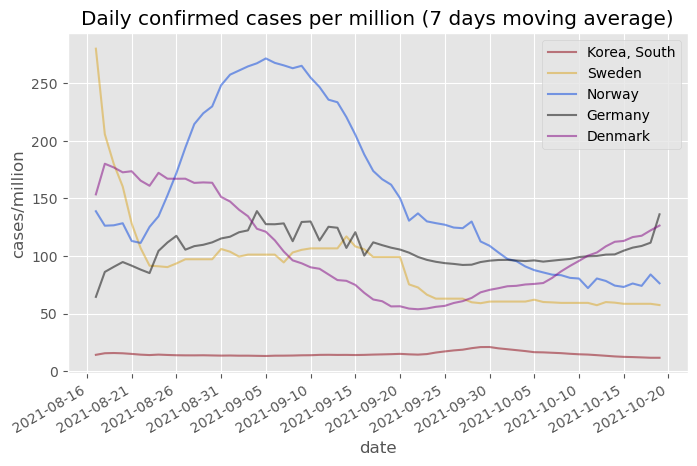 Daily confirmed cases per million (7 days moving average)
Korea, South
Sweden
Norway
Germany
Denmark
cases/million
250
200
150
100
50
0
2021-08-16
2021-08-21
2021-08-26
2021-08-31
2021-09-05
2021-09-10
2021-09-15
2021-09-20
2021-09-25
2021-09-30
2021-10-05
2021-10-10
2021-10-15
2021-10-20
date